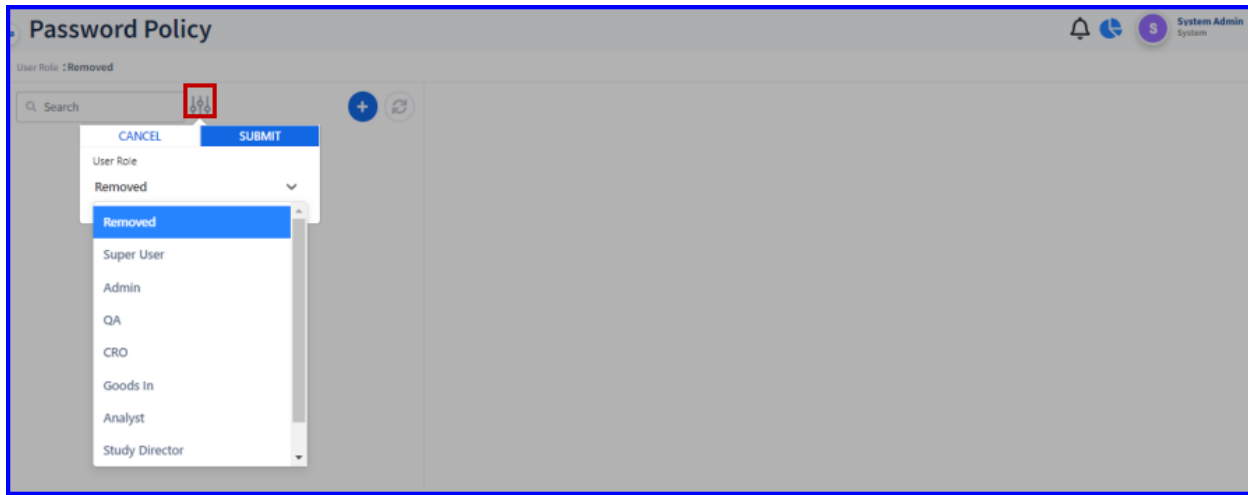 Password Policy
S
System Admin
System
User Role : Removed
Search
CANCEL SUBMIT
User Role
Removed
Removed
Super User
Admin
QA
CRO
Goods In
Analyst
Study Director